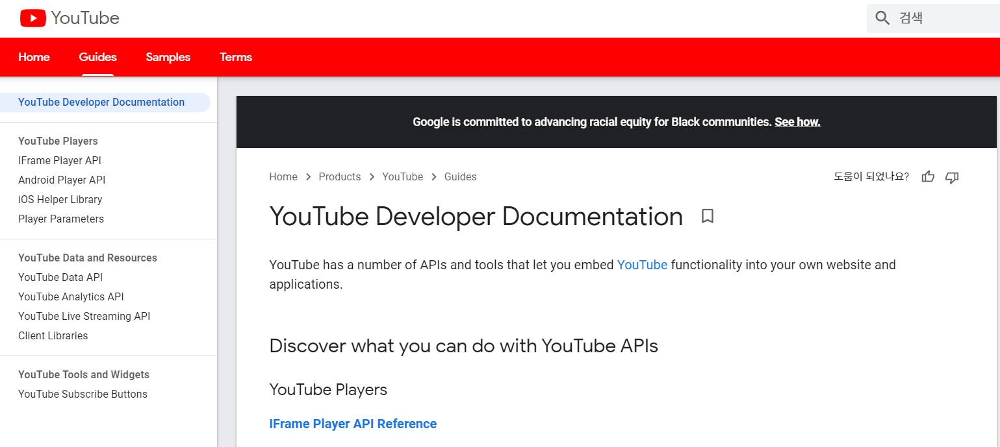 YouTube
검색
Home
Guides
Samples
Terms
YouTube Developer Documentation
YouTube Players
IFrame Player API
Android Player API
iOS Helper Library
Player Parameters
YouTube Data and Resources
YouTube Data API
YouTube Analytics API
YouTube Live Streaming API
Client Libraries
YouTube Tools and Widgets
YouTube Subscribe Buttons
Google is committed to advancing racial equity for Black communities. See how.
Home > Products > YouTube > Guides
도움이 되었나요?
YouTube Developer Documentation
YouTube has a number of APIs and tools that let you embed YouTube functionality into your own website and
applications.
Discover what you can do with YouTube APIs
YouTube Players
IFrame Player API Reference